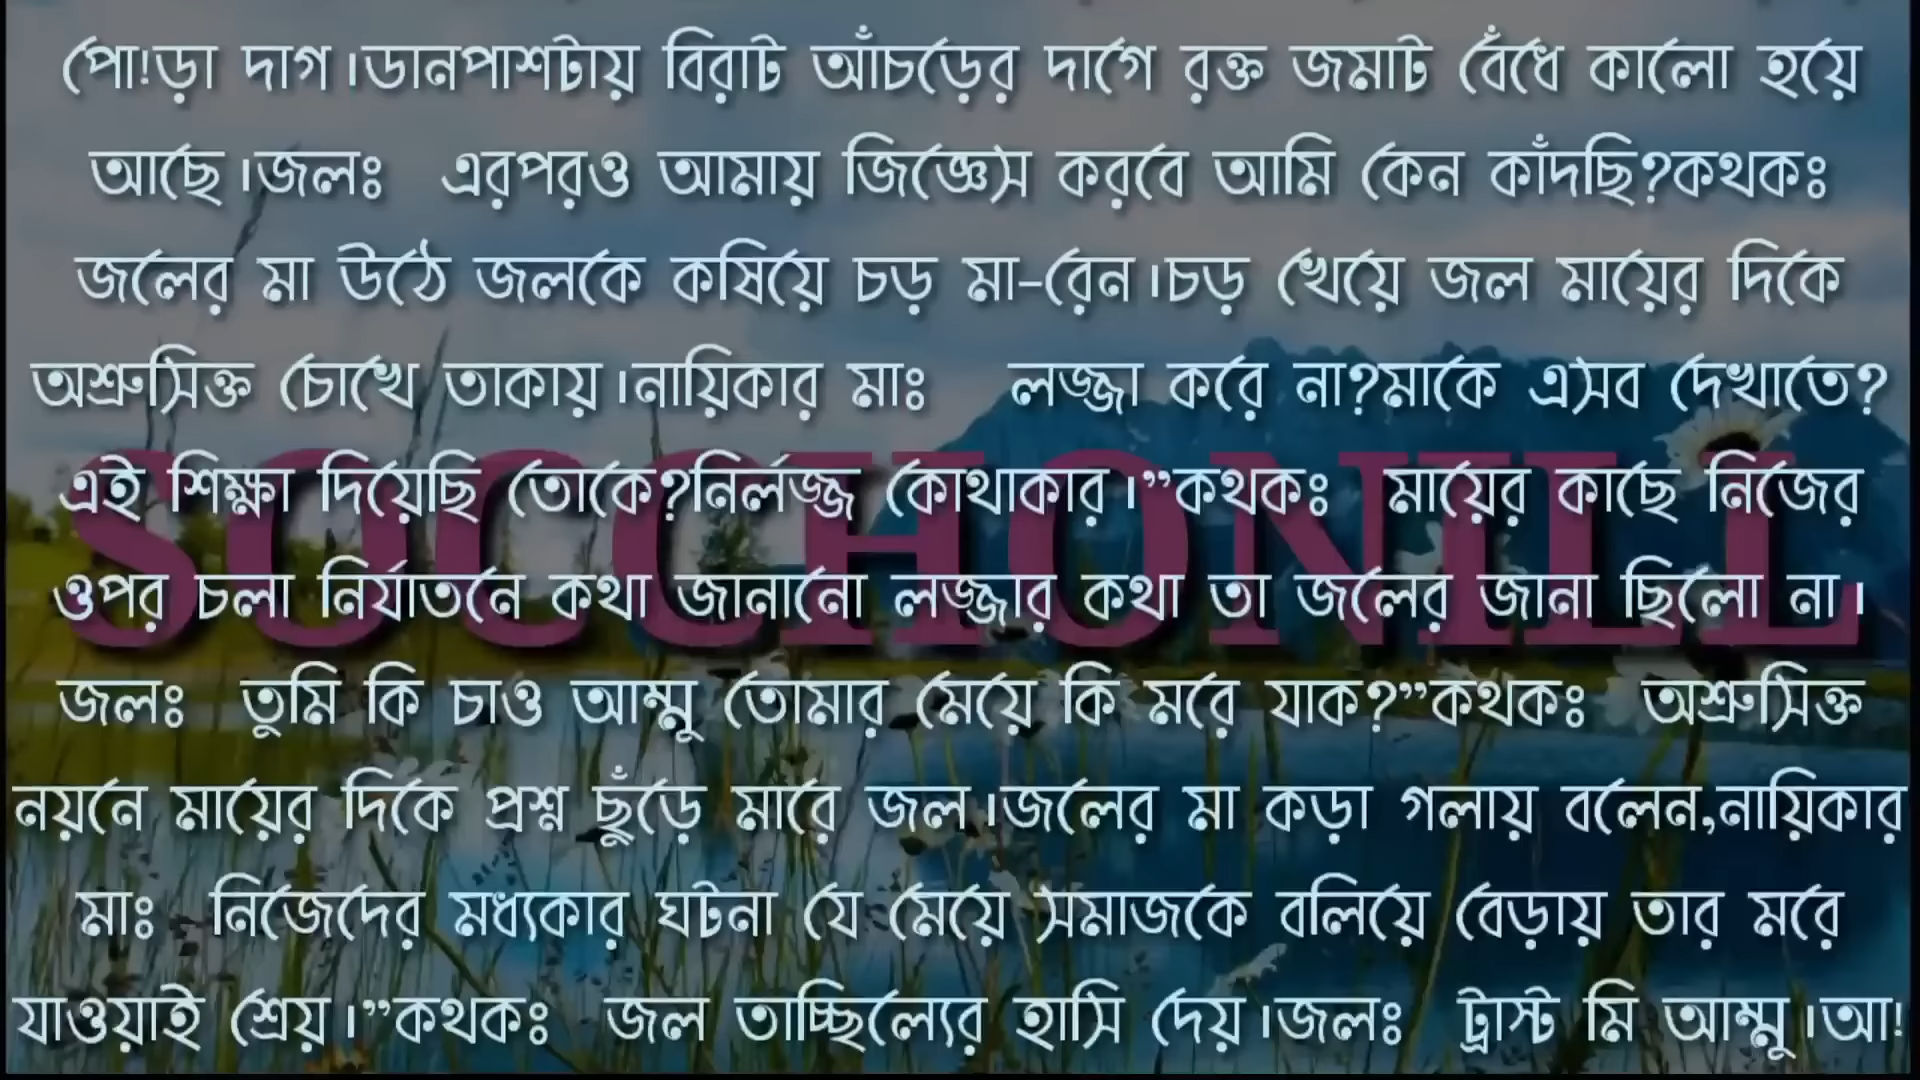 পো!ড়া দাগ।ডানপাশটায় বিরাট আঁচড়ের দাগে রক্ত জমাট বেঁধে কালো হয়ে
আছে।জলঃ এরপরও আমায় জিজ্ঞেস করবে আমি কেন কাঁদছি?কথকঃ
জলের মা উঠে জলকে কষিয়ে চড় মা-রেন।চড় খেয়ে জল মায়ের দিকে
অশ্রুসিক্ত চোখে তাকায়।নায়িকার মাঃ লজ্জা করে না?মাকে এসব দেখাতে?
এই শিক্ষা দিয়েছি তোকে?নির্লজ্জ কোথাকার।”কথকঃ মায়ের কাছে নিজের
ওপর চলা নির্যাতনে কথা জানানো লজ্জার কথা তা জলের জানা ছিলো না।
SOCCHONILL
জলঃ তুমি কি চাও আম্মু তোমার মেয়ে কি মরে যাক?”কথকঃ অশ্রুসিক্ত
নয়নে মায়ের দিকে প্রশ্ন ছুঁড়ে মারে জল।জলের মা কড়া গলায় বলেন,নায়িকার
মাঃ নিজেদের মধ্যকার ঘটনা যে মেয়ে সমাজকে বলিয়ে বেড়ায় তার মরে
যাওয়াই শ্রেয়।”কথকঃ জল তাচ্ছিল্যের হাসি দেয়।জলঃ ট্রাস্ট মি আম্মু।আ!